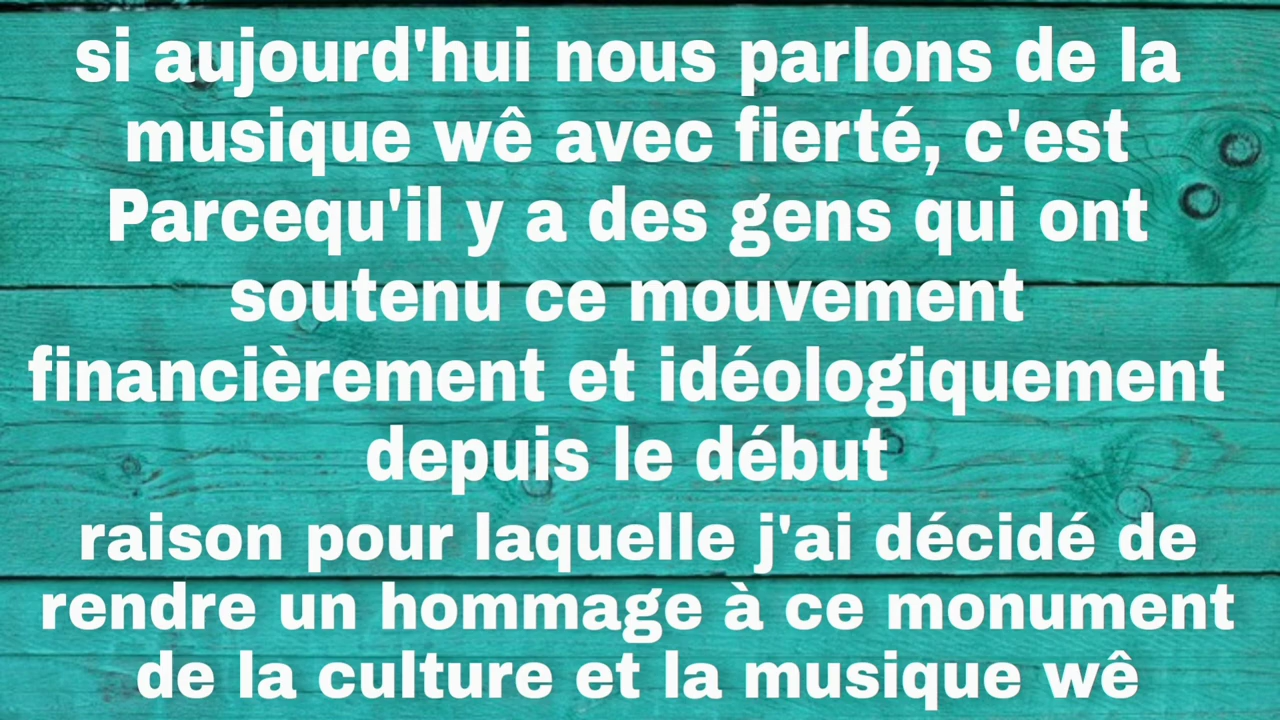 si aujourd'hui nous parlons de la
musique wê avec fierté, c'est
Parcequ'il y a des gens qui ont
soutenu ce mouvement
financièrement et idéologiquement
depuis le début
raison pour laquelle j'ai décidé de
rendre un hommage à ce monument
de la culture et la musique wê